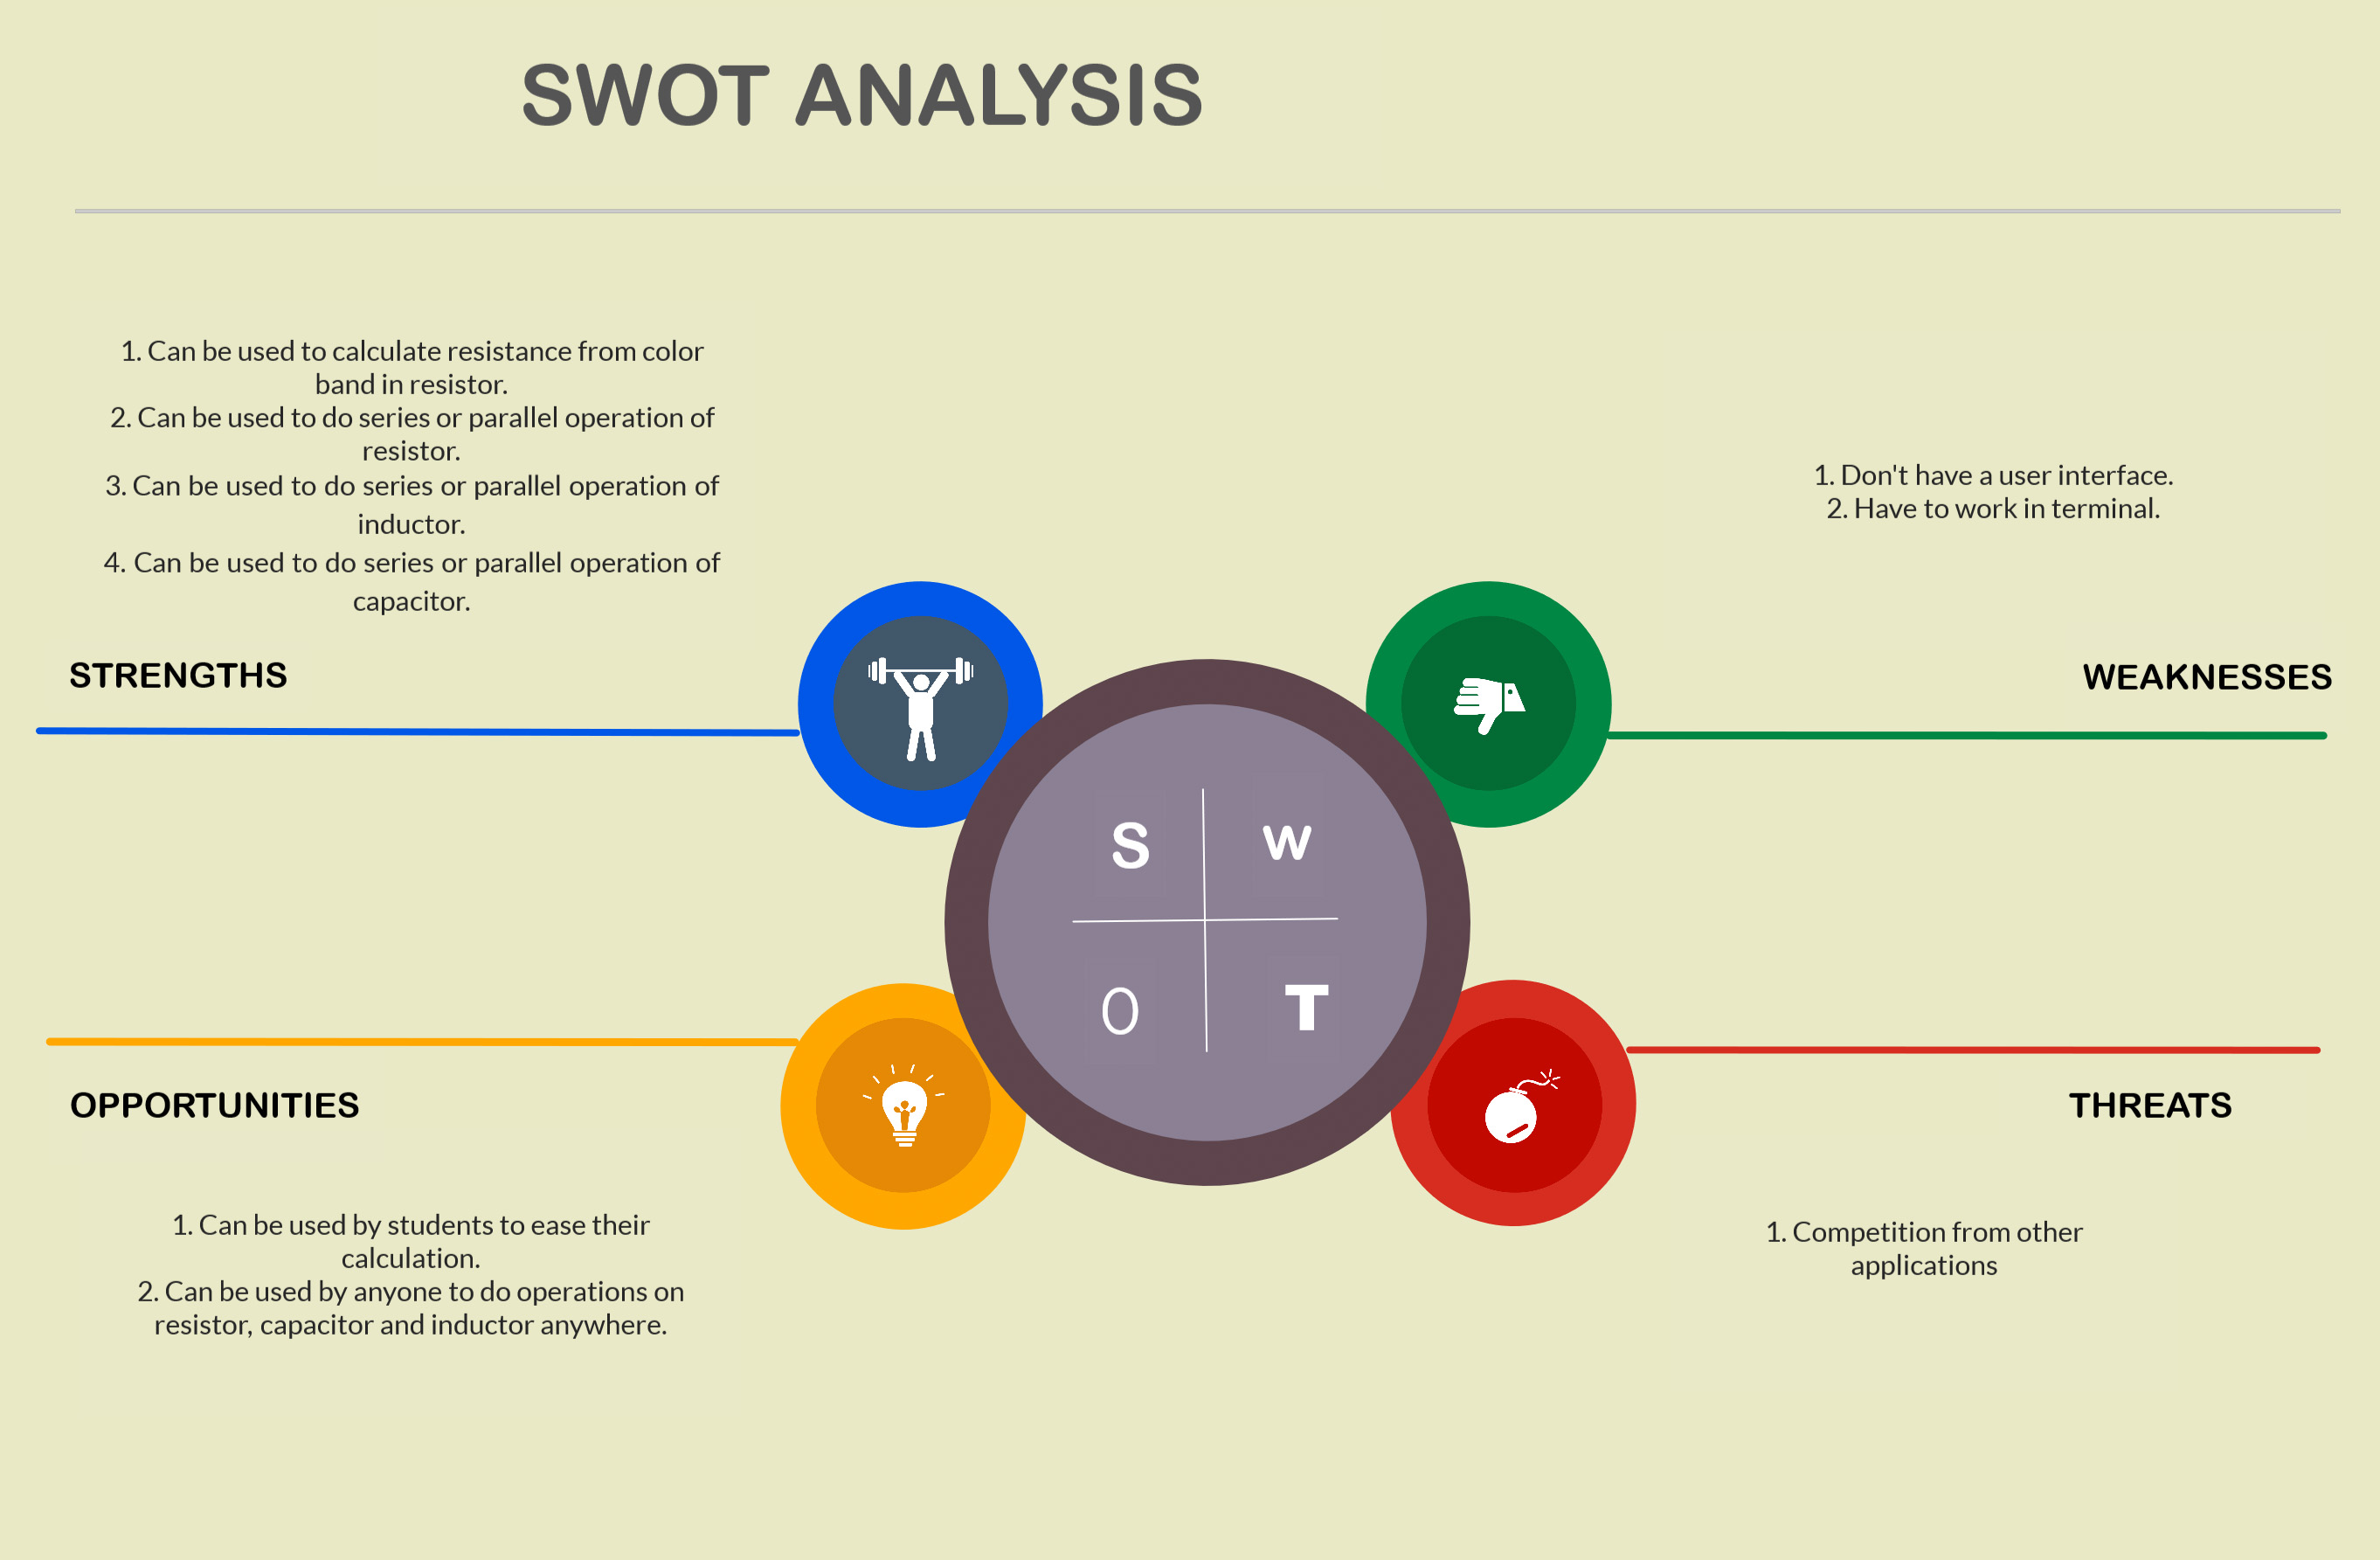 SWOT ANALYSIS
1. Can be used to calculate resistance from color
band in resistor.
2. Can be used to do series or parallel operation of
resistor.
3. Can be used to do series or parallel operation of
inductor.
4. Can be used to do series or parallel operation of
capacitor.
STRENGTHS
1. Don't have a user interface.
2. Have to work in terminal.
WEAKNESSES
S
W
O
T
OPPORTUNITIES
1. Can be used by students to ease their
calculation.
2. Can be used by anyone to do operations on
resistor, capacitor and inductor anywhere.
THREATS
1. Competition from other
applications